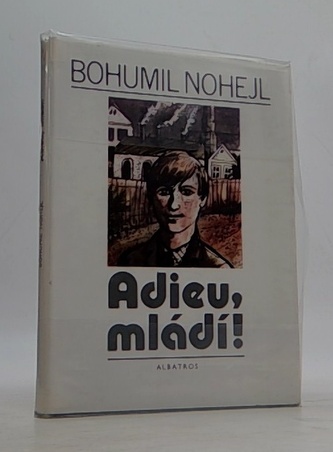 BOHUMIL NOHEJL
Adieu,
mládí!
ALBATROS